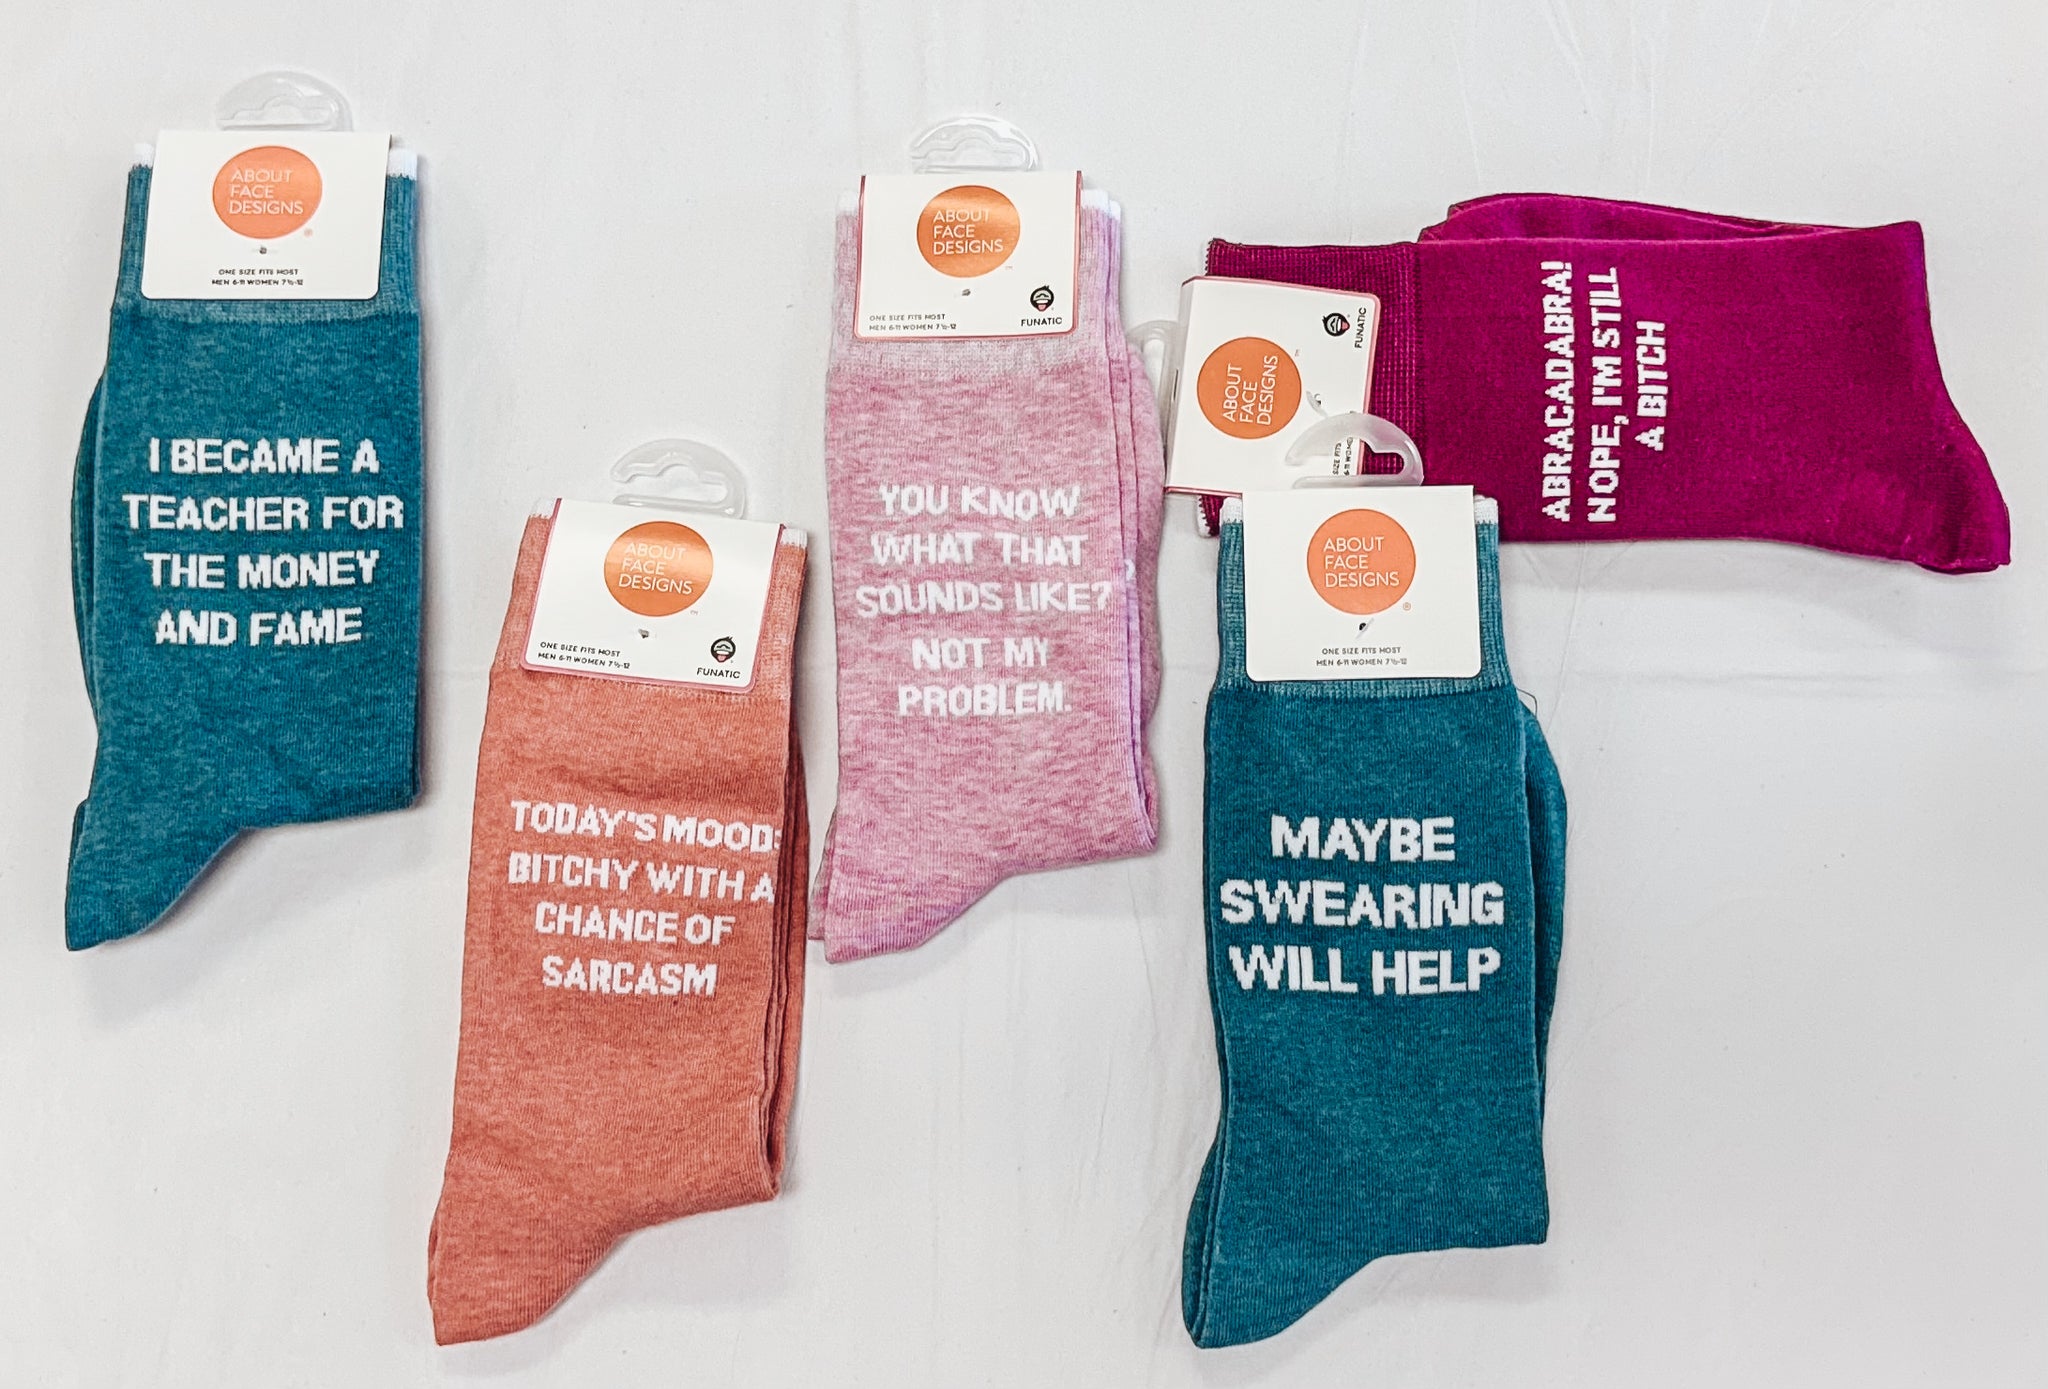 ABOUT
FACE
DESIGNS
ONE SIZE FITS MOST
MEN 6-11 WOMEN 7½-12
I BECAME A
TEACHER FOR
THE MONEY
AND FAME
ABOUT
FACE
DESIGNS
ONE SIZE FITS MOST
MEN 6-11 WOMEN 7½-12
FUNATIC
TODAY'S MOOD:
BITCHY WITH A
CHANCE OF
SARCASM
ABOUT
FACE
DESIGNS
ONE SIZE FITS MOST
MEN 6-11 WOMEN 7½-12
FUNATIC
YOU KNOW
WHAT THAT
SOUNDS LIKE?
NOT MY
PROBLEM.
ABOUT
FACE
DESIGNS
FUNATIC
SIZE FITS
ABRACADABRA!
NOPE, I'M STILL
A BITCH
ABOUT
FACE
DESIGNS
ONE SIZE FITS MOST
MEN 6-11 WOMEN 7½-12
MAYBE
SWEARING
WILL HELP